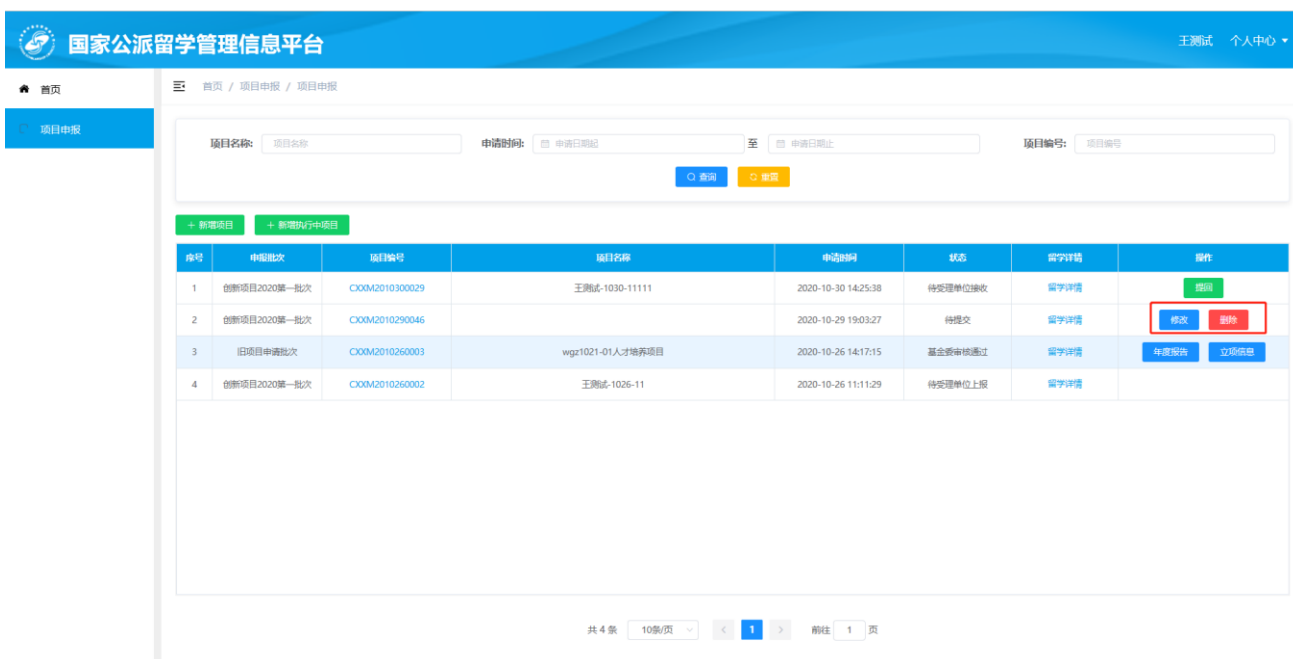 国家公派留学管理信息平台
王测试 个人中心
首页
首页 / 项目申报 / 项目申报
项目申报
项目名称: 项目名称 申请时间: 申请日期起 至 申请日期止 项目编号: 项目编号
查询 重置
+ 新增项目 + 新增执行中项目
序号 申报批次 项目编号 项目名称 申请时间 状态 留学详情 操作
1 创新项目2020第一批次 CXXM2010300029 王测试-1030-11111 2020-10-30 14:25:38 待受理单位接收 留学详情 提回
2 创新项目2020第一批次 CXXM2010290046 2020-10-29 19:03:27 待提交 留学详情 修改 删除
3 旧项目申请批次 CXXM2010260003 wgz1021-01人才培养项目 2020-10-26 14:17:15 基金委审核通过 留学详情 年度报告 立项信息
4 创新项目2020第一批次 CXXM2010260002 王测试-1026-11 2020-10-26 11:11:29 待受理单位上报 留学详情
共 4 条 10条/页 < 1 > 前往 1 页